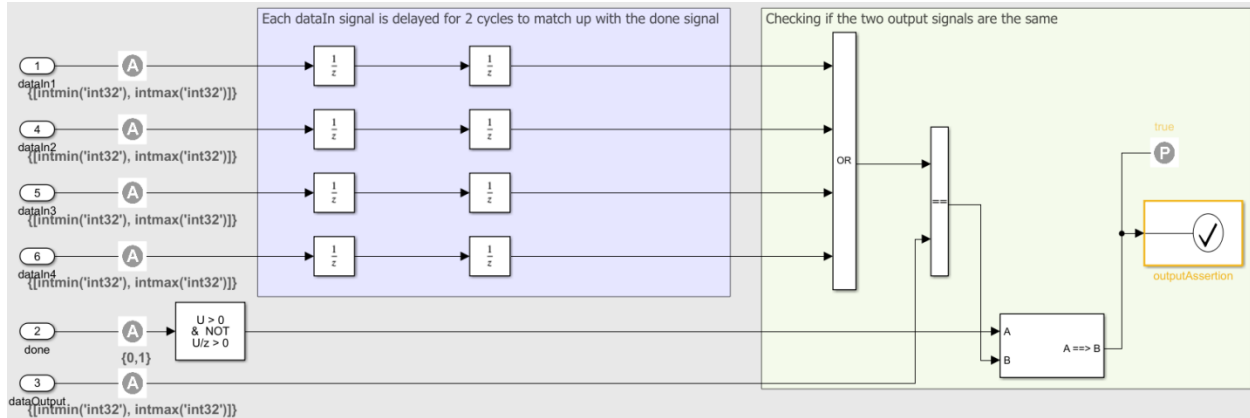 Each dataIn signal is delayed for 2 cycles to match up with the done signal
Checking if the two output signals are the same
1
A
dataIn1
{[intmin('int32'), intmax('int32')]}
1
z
1
z
4
A
dataIn2
{[intmin('int32'), intmax('int32')]}
1
z
1
z
5
A
dataIn3
{[intmin('int32'), intmax('int32')]}
1
z
1
z
6
A
dataIn4
{[intmin('int32'), intmax('int32')]}
1
z
1
z
OR
==
true
P
outputAssertion
2
done
A
{0,1}
U > 0
& NOT
U/z > 0
A
B
A ==> B
3
dataOutput
A
{[intmin('int32'), intmax('int32')]}